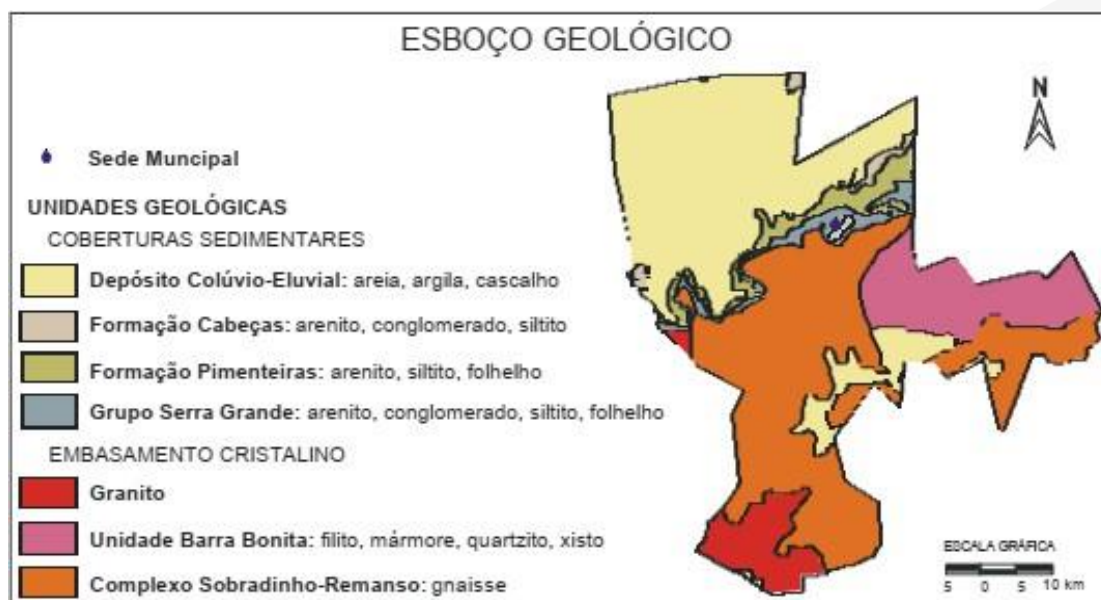 ESBOÇO GEOLÓGICO
N
Sede Muncipal
UNIDADES GEOLÓGICAS
COBERTURAS SEDIMENTARES
Depósito Colúvio-Eluvial: areia, argila, cascalho
Formação Cabeças: arenito, conglomerado, siltito
Formação Pimenteiras: arenito, siltito, folhelho
Grupo Serra Grande: arenito, conglomerado, siltito, folhelho
EMBASAMENTO CRISTALINO
Granito
Unidade Barra Bonita: filito, mármore, quartzito, xisto
Complexo Sobradinho-Remanso: gnaisse
ESCALA GRÁFICA
5 0 5 10 km